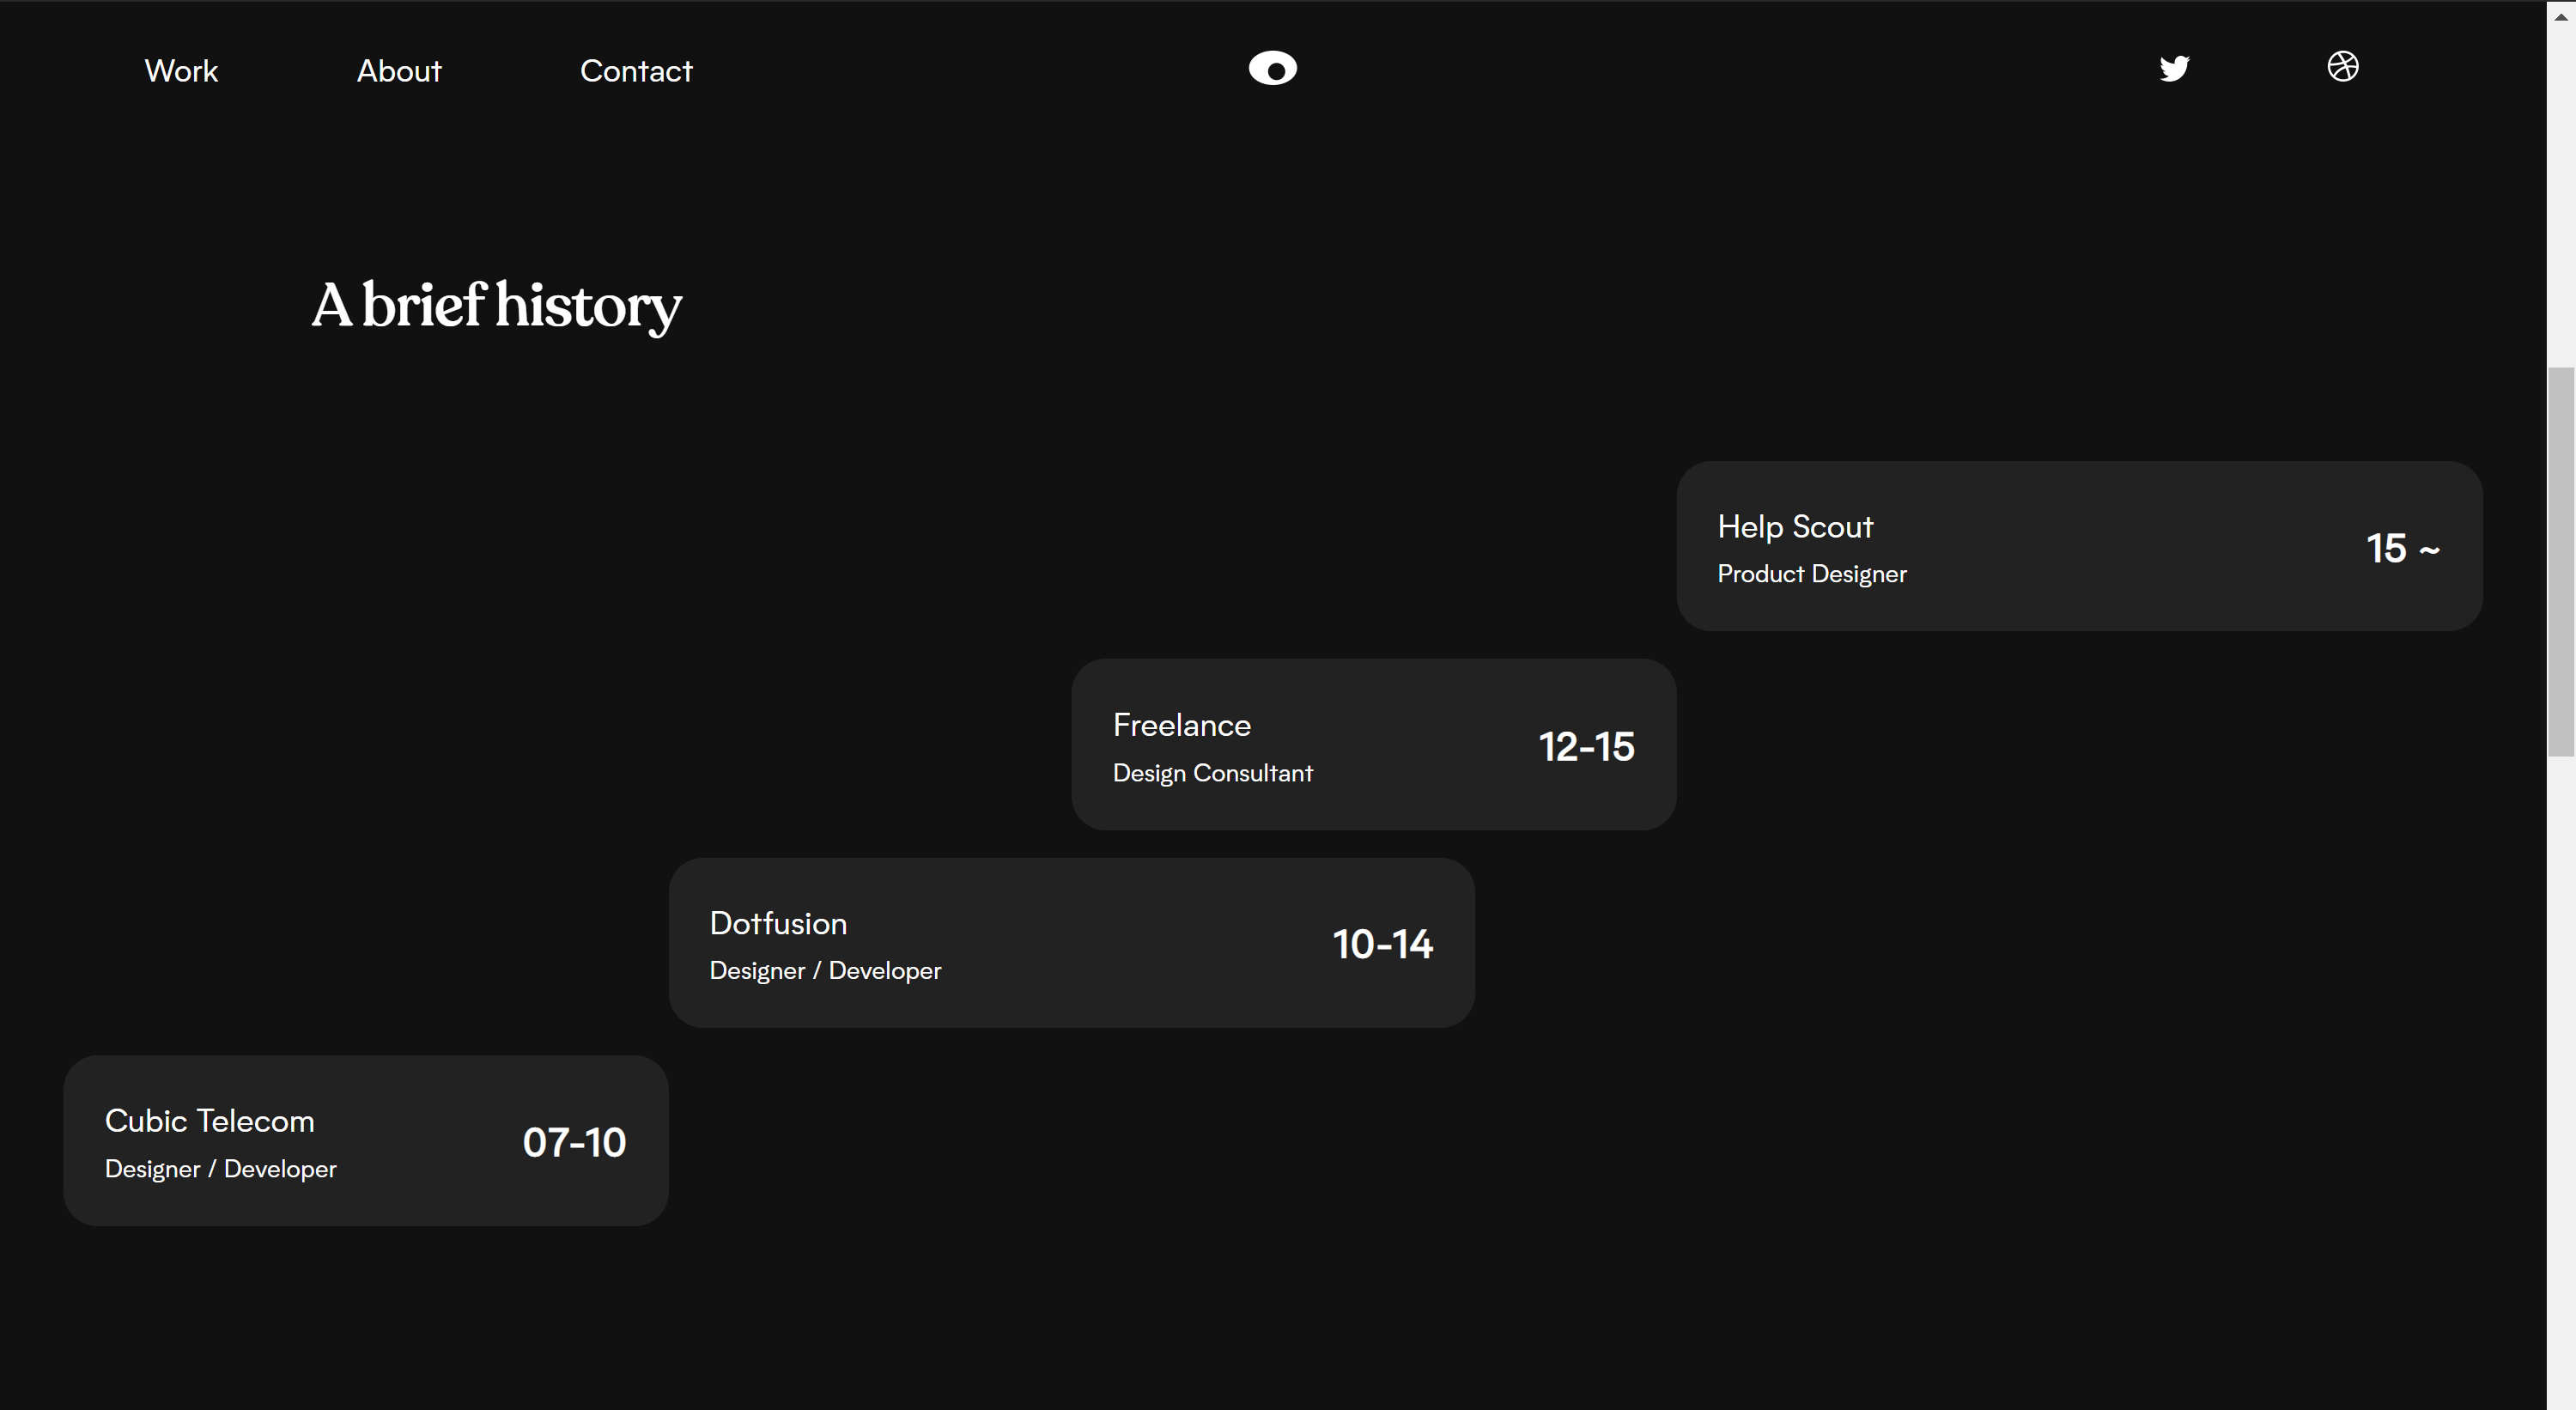 Work
About
Contact
A brief history
Help Scout
Product Designer
15 ~
Freelance
Design Consultant
12-15
Dotfusion
Designer / Developer
10-14
Cubic Telecom
Designer / Developer
07-10